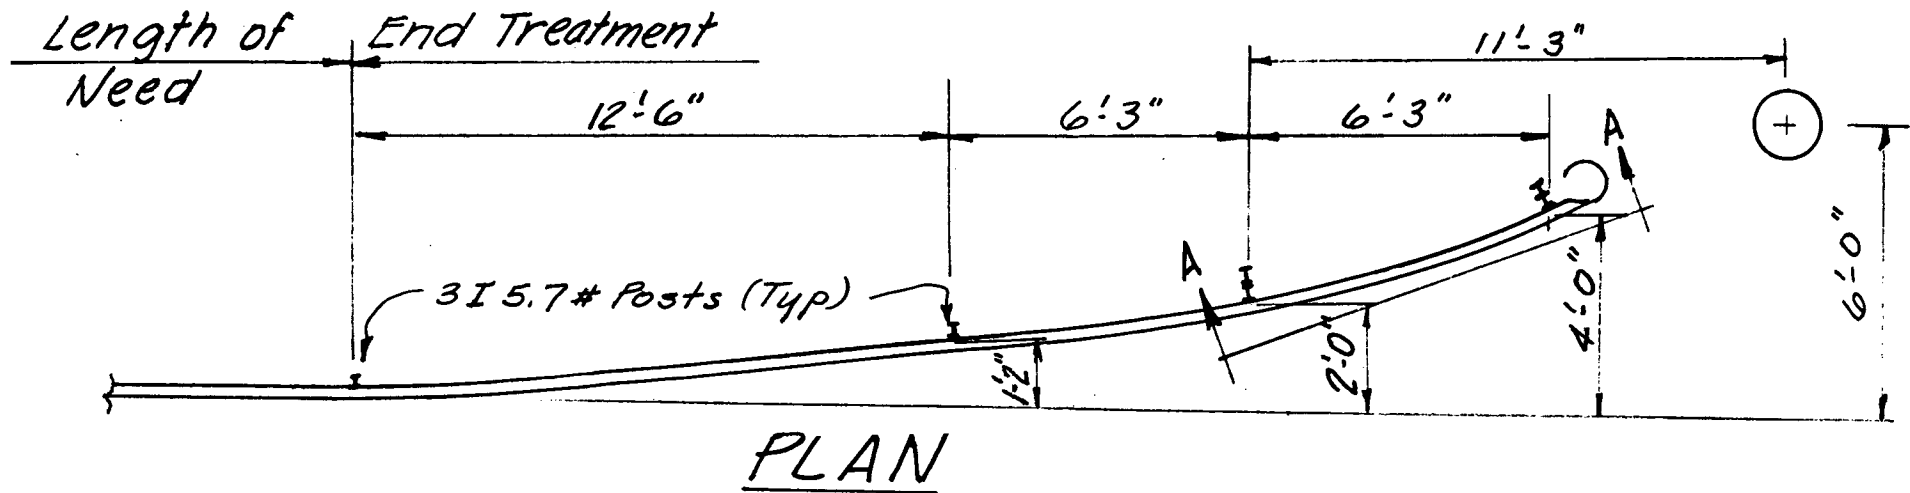 Length of
Need
End Treatment
11'-3"
12'-6"
6'-3"
6'-3"
A
A
3 I 5.7 # Posts (Typ)
1'-2"
2'-0"
4'-0"
6'-0"
PLAN